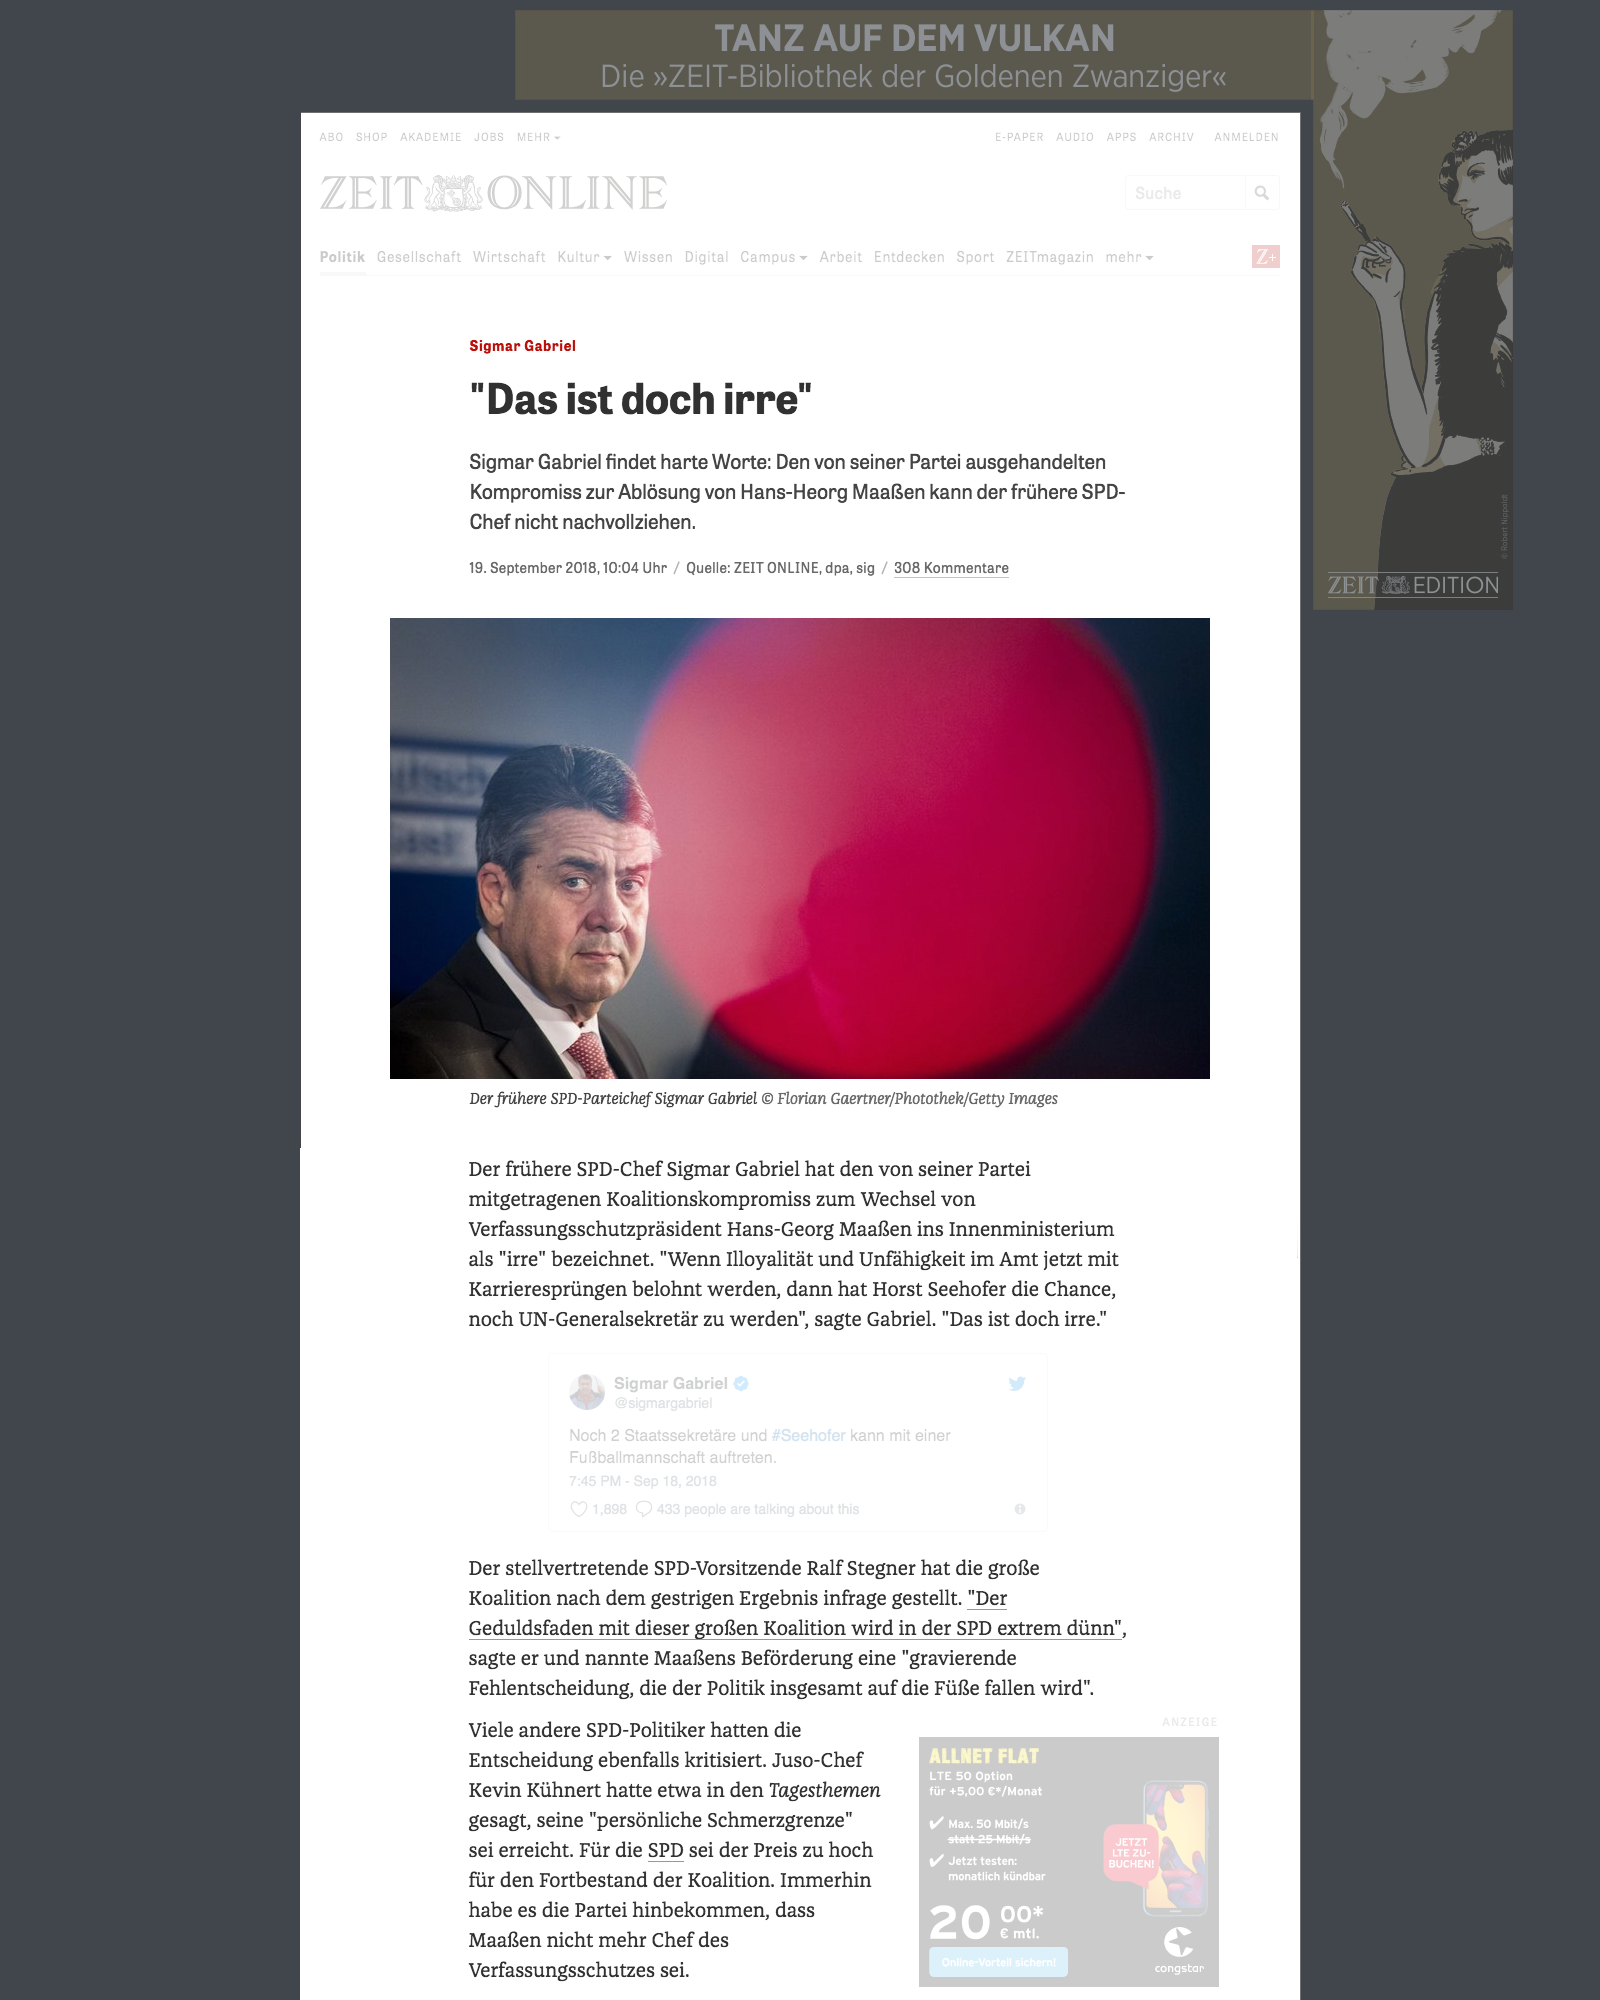 TANZ AUF DEM VULKAN
Die »ZEIT-Bibliothek der Goldenen Zwanziger«
ABO SHOP AKADEMIE JOBS MEHR
E-PAPER AUDIO APPS ARCHIV ANMELDEN
ZEIT ONLINE
Suche
Politik Gesellschaft Wirtschaft Kultur Wissen Digital Campus Arbeit Entdecken Sport ZEITmagazin mehr
Z+
© Robert Nippoldt
ZEIT EDITION
Sigmar Gabriel
"Das ist doch irre"
Sigmar Gabriel findet harte Worte: Den von seiner Partei ausgehandelten
Kompromiss zur Ablösung von Hans-Heorg Maaßen kann der frühere SPD-
Chef nicht nachvollziehen.
19. September 2018, 10:04 Uhr / Quelle: ZEIT ONLINE, dpa, sig / 308 Kommentare
Der frühere SPD-Parteichef Sigmar Gabriel © Florian Gaertner/Photothek/Getty Images
Der frühere SPD-Chef Sigmar Gabriel hat den von seiner Partei
mitgetragenen Koalitionskompromiss zum Wechsel von
Verfassungsschutzpräsident Hans-Georg Maaßen ins Innenministerium
als "irre" bezeichnet. "Wenn Illoyalität und Unfähigkeit im Amt jetzt mit
Karrieresprüngen belohnt werden, dann hat Horst Seehofer die Chance,
noch UN-Generalsekretär zu werden", sagte Gabriel. "Das ist doch irre."
Sigmar Gabriel
@sigmargabriel
Noch 2 Staatssekretäre und #Seehofer kann mit einer
Fußballmannschaft auftreten.
7:45 PM - Sep 18, 2018
1,898 433 people are talking about this
Der stellvertretende SPD-Vorsitzende Ralf Stegner hat die große
Koalition nach dem gestrigen Ergebnis infrage gestellt. "Der
Geduldsfaden mit dieser großen Koalition wird in der SPD extrem dünn",
sagte er und nannte Maaßens Beförderung eine "gravierende
Fehlentscheidung, die der Politik insgesamt auf die Füße fallen wird".
Viele andere SPD-Politiker hatten die
Entscheidung ebenfalls kritisiert. Juso-Chef
Kevin Kühnert hatte etwa in den Tagesthemen
gesagt, seine "persönliche Schmerzgrenze"
sei erreicht. Für die SPD sei der Preis zu hoch
für den Fortbestand der Koalition. Immerhin
habe es die Partei hinbekommen, dass
Maaßen nicht mehr Chef des
Verfassungsschutzes sei.
ANZEIGE
ALLNET FLAT
LTE 50 Option
für +5,00 €*/Monat
Max. 50 Mbit/s
statt 25 Mbit/s
Jetzt testen:
monatlich kündbar
JETZT
LTE ZU-
BUCHEN!
20 00*
€ mtl.
Online-Vorteil sichern!
congstar